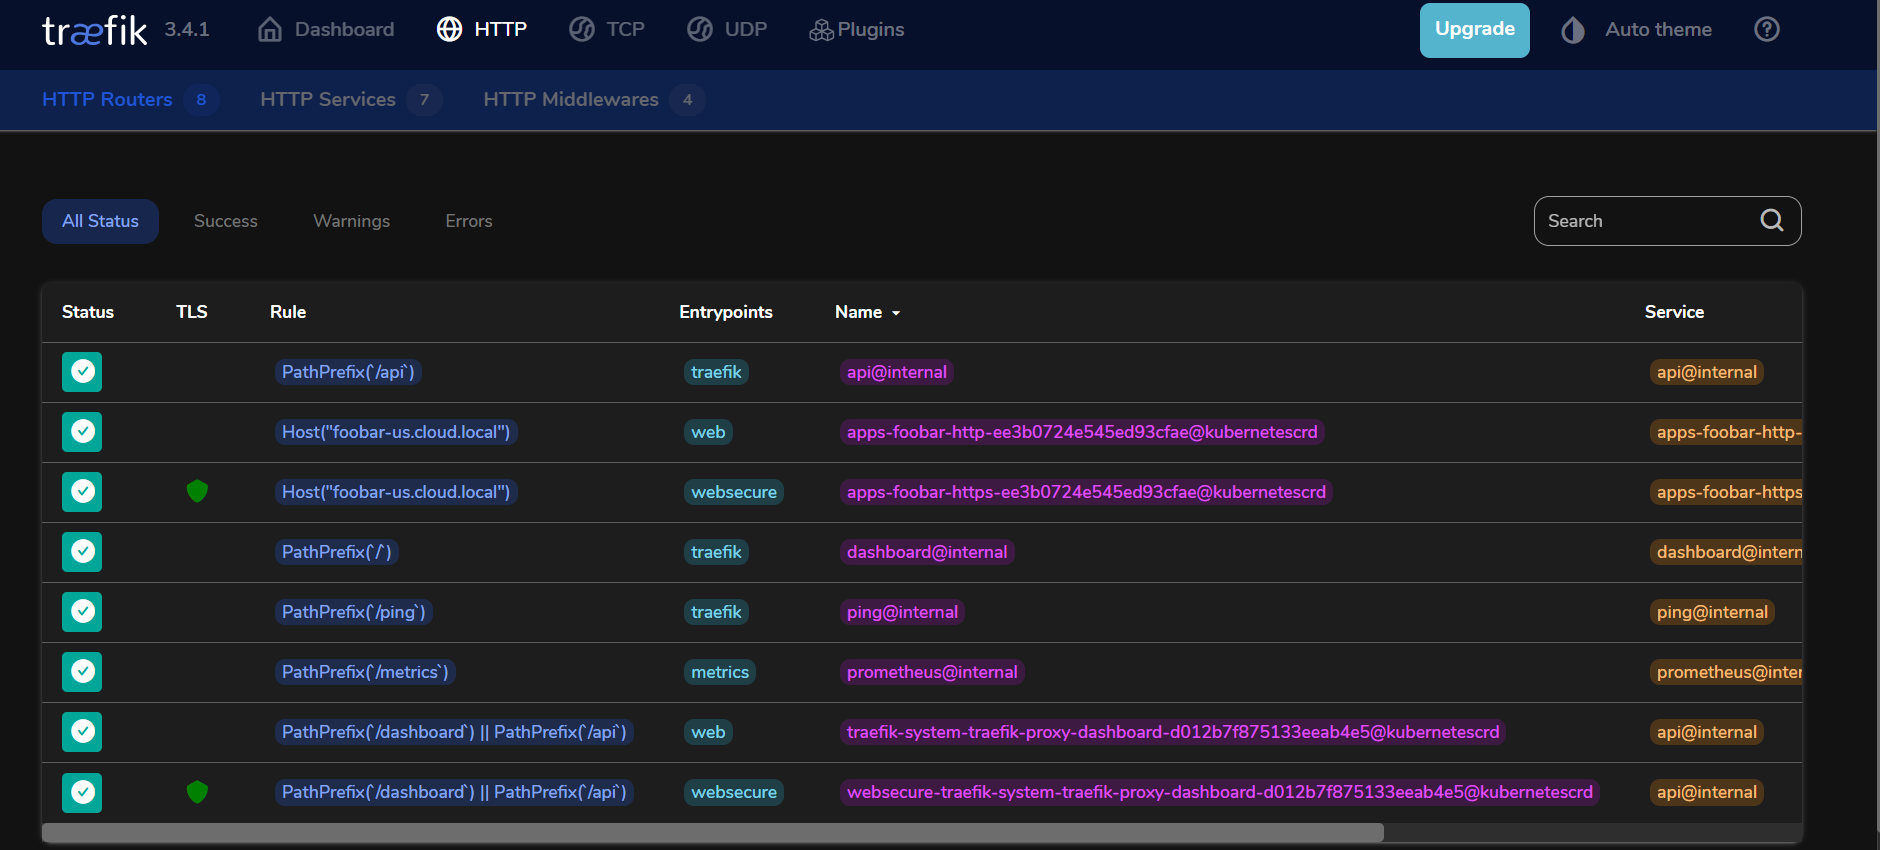 træfik 3.4.1 Dashboard HTTP TCP UDP Plugins Upgrade Auto theme
HTTP Routers 8 HTTP Services 7 HTTP Middlewares 4
All Status Success Warnings Errors Search
Status TLS Rule Entrypoints Name Service
PathPrefix(`/api`) traefik api@internal api@internal
Host("foobar-us.cloud.local") web apps-foobar-http-ee3b0724e545ed93cfae@kubernetescrd apps-foobar-http-
Host("foobar-us.cloud.local") websecure apps-foobar-https-ee3b0724e545ed93cfae@kubernetescrd apps-foobar-https
PathPrefix(`/`) traefik dashboard@internal dashboard@intern
PathPrefix(`/ping`) traefik ping@internal ping@internal
PathPrefix(`/metrics`) metrics prometheus@internal prometheus@inter
PathPrefix(`/dashboard`) || PathPrefix(`/api`) web traefik-system-traefik-proxy-dashboard-d012b7f875133eeab4e5@kubernetescrd api@internal
PathPrefix(`/dashboard`) || PathPrefix(`/api`) websecure websecure-traefik-system-traefik-proxy-dashboard-d012b7f875133eeab4e5@kubernetescrd api@internal